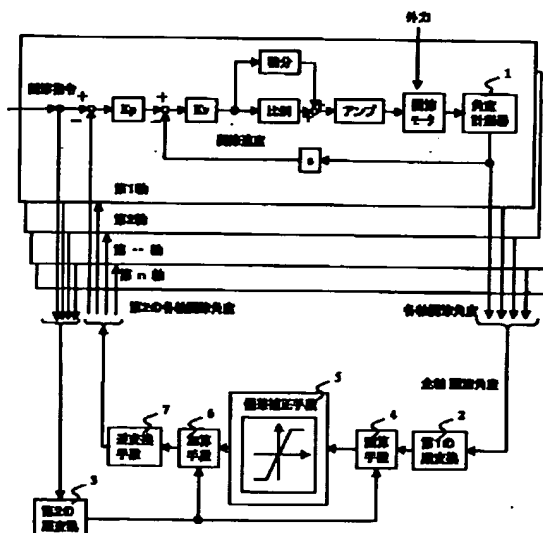 外力
関節指令
+
−
Kp
+
−
Kv
積分
比例
+
アンプ
関節
モータ
1
角度
計測器
関節速度
s
第1軸
第2軸
第 -- 軸
第 n 軸
第2の各軸関節角度
各軸関節角度
全軸関節角度
7
逆変換
手段
6
加算
手段
5
偏差補正手段
4
減算
手段
2
第1の
順変換
3
第2の
順変換